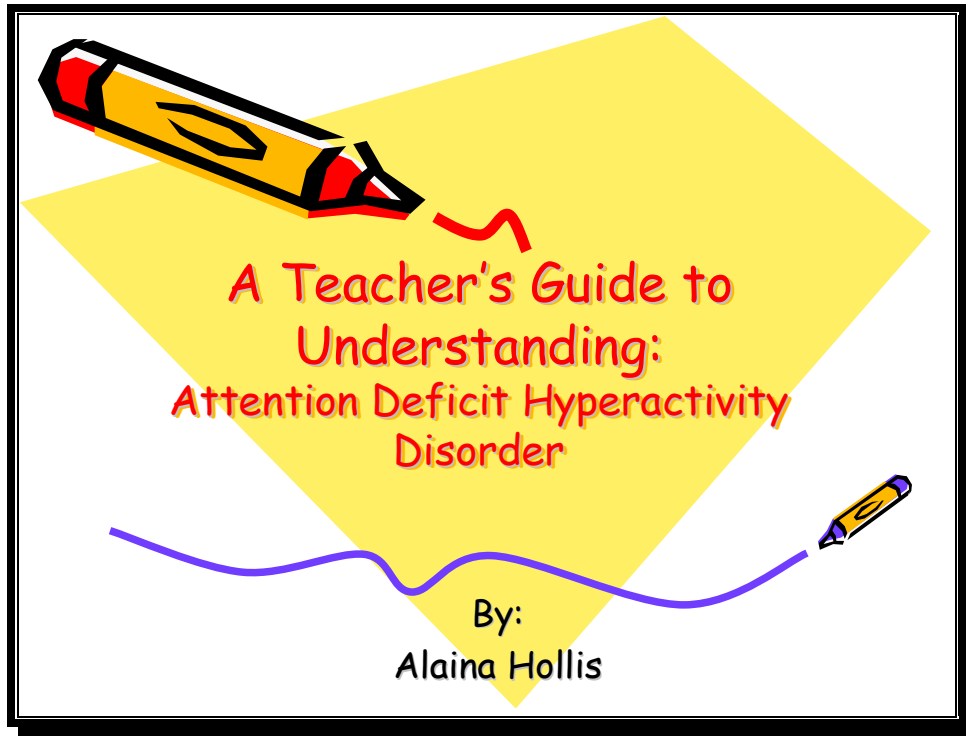 A Teacher's Guide to
Understanding:
Attention Deficit Hyperactivity
Disorder
By:
Alaina Hollis